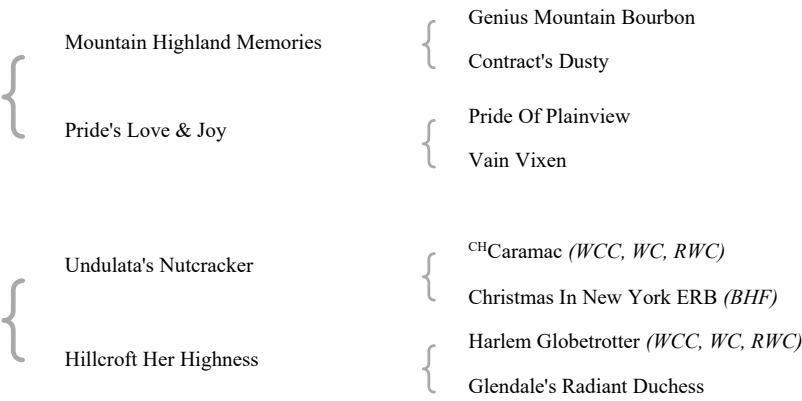 Genius Mountain Bourbon
Mountain Highland Memories
Contract's Dusty
Pride Of Plainview
Pride's Love & Joy
Vain Vixen
CHCaramac (WCC, WC, RWC)
Undulata's Nutcracker
Christmas In New York ERB (BHF)
Harlem Globetrotter (WCC, WC, RWC)
Hillcroft Her Highness
Glendale's Radiant Duchess